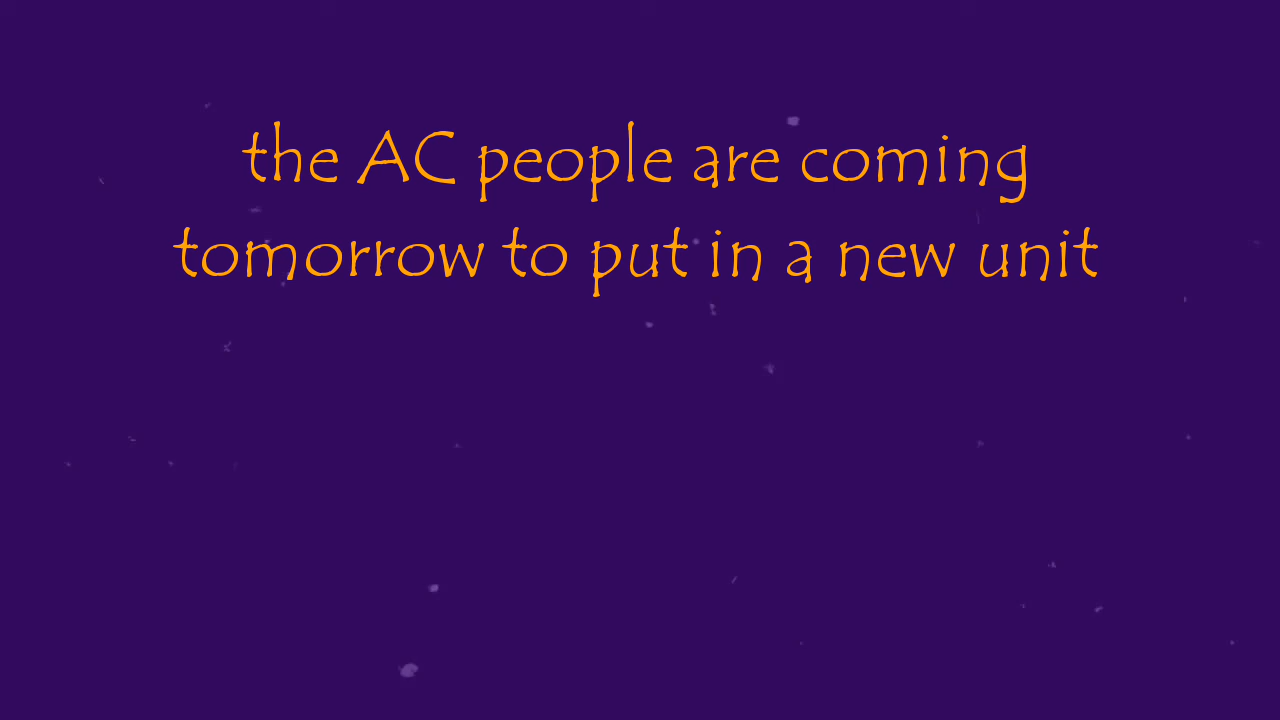 the AC people are coming
tomorrow to put in a new unit